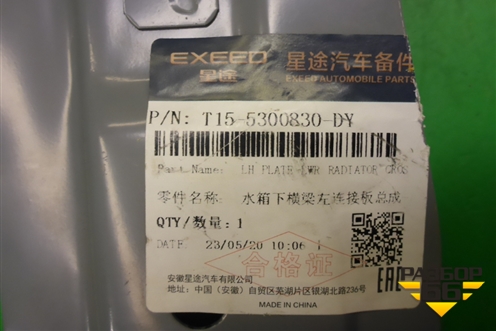 EXEED
星途
星途汽车备件
EXEED AUTOMOBILE PARTS
P/N: T15-5300830-DY
Part Name: LH PLATE-LWR RADIATOR CROS
零件名称: 水箱下横梁左连接板总成
QTY/数量: 1
DATE 23/05/20 10:06
合格证
安徽星途汽车有限公司
地址: 中国(安徽)自贸区芜湖片区银湖北路236号
MADE IN CHINA
EAC
РАЗБОР
56